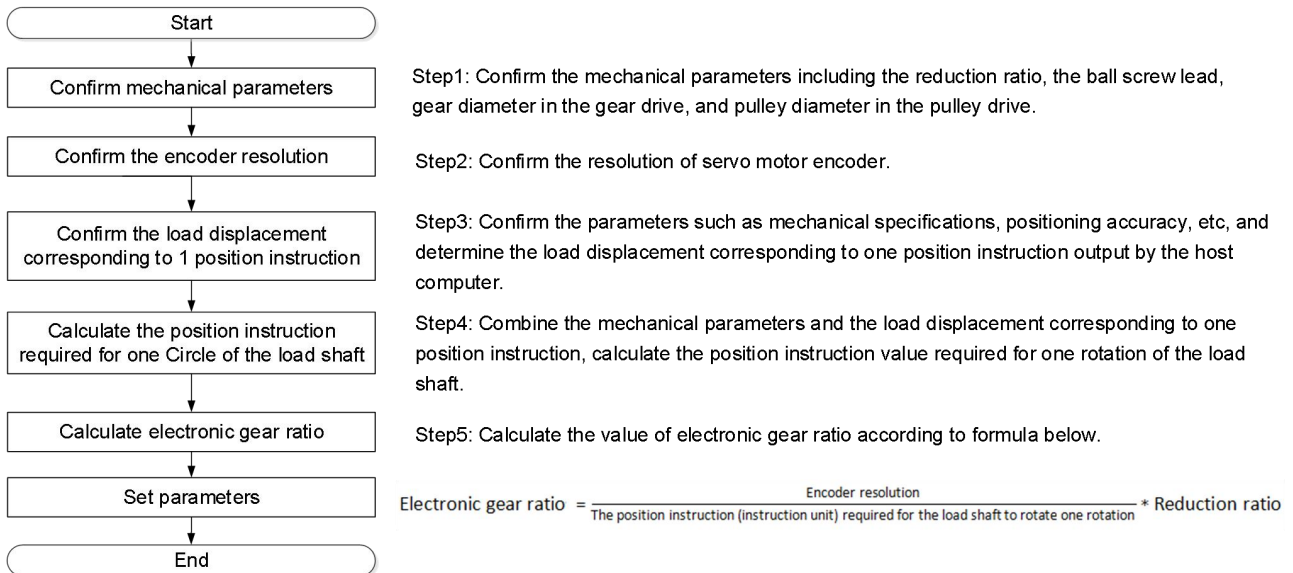 Start
Confirm mechanical parameters
Step1: Confirm the mechanical parameters including the reduction ratio, the ball screw lead,
gear diameter in the gear drive, and pulley diameter in the pulley drive.
Confirm the encoder resolution
Step2: Confirm the resolution of servo motor encoder.
Confirm the load displacement
corresponding to 1 position instruction
Step3: Confirm the parameters such as mechanical specifications, positioning accuracy, etc, and
determine the load displacement corresponding to one position instruction output by the host
computer.
Calculate the position instruction
required for one Circle of the load shaft
Step4: Combine the mechanical parameters and the load displacement corresponding to one
position instruction, calculate the position instruction value required for one rotation of the load
shaft.
Calculate electronic gear ratio
Step5: Calculate the value of electronic gear ratio according to formula below.
Set parameters
Electronic gear ratio = Encoder resolution / The position instruction (instruction unit) required for the load shaft to rotate one rotation * Reduction ratio
End